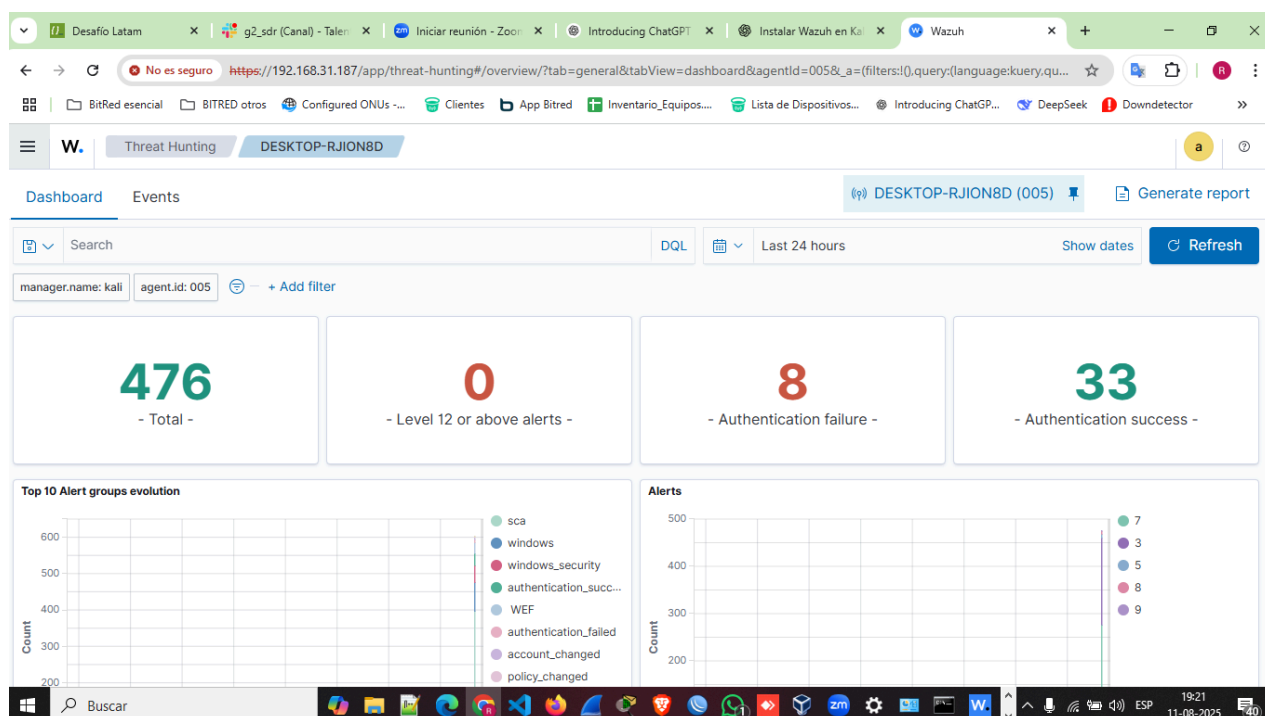 Desafío Latam
g2_sdr (Canal) - Talen
zm Iniciar reunión - Zoom
Introducing ChatGPT
Instalar Wazuh en Kal
Wazuh
No es seguro https://192.168.31.187/app/threat-hunting#/overview/?tab=general&tabView=dashboard&agentId=005&_a=(filters:!(),query:(language:kuery,qu...
R
BitRed esencial
BITRED otros
Configured ONUs -...
Clientes
App Bitred
Inventario_Equipos....
Lista de Dispositivos...
Introducing ChatGP...
DeepSeek
Downdetector
»
W. Threat Hunting DESKTOP-RJION8D a
Dashboard Events DESKTOP-RJION8D (005) Generate report
Search DQL Last 24 hours Show dates Refresh
manager.name: kali agent.id: 005 + Add filter
476
- Total -
0
- Level 12 or above alerts -
8
- Authentication failure -
33
- Authentication success -
Top 10 Alert groups evolution
Count
600
500
400
300
200
sca
windows
windows_security
authentication_succ...
WEF
authentication_failed
account_changed
policy_changed
Alerts
Count
500
400
300
200
7
3
5
8
9
Buscar
zm
W.
1
ESP
19:21
11-08-2025
40